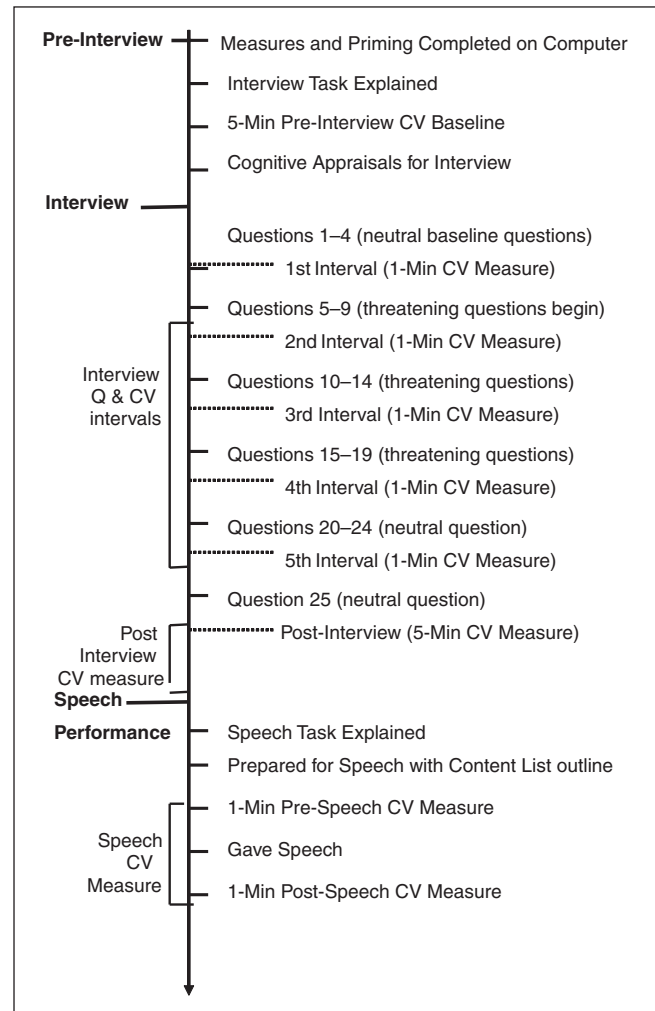 Pre-Interview
Measures and Priming Completed on Computer
Interview Task Explained
5-Min Pre-Interview CV Baseline
Cognitive Appraisals for Interview
Interview
Questions 1–4 (neutral baseline questions)
1st Interval (1-Min CV Measure)
Questions 5–9 (threatening questions begin)
2nd Interval (1-Min CV Measure)
Interview
Q & CV
intervals
Questions 10–14 (threatening questions)
3rd Interval (1-Min CV Measure)
Questions 15–19 (threatening questions)
4th Interval (1-Min CV Measure)
Questions 20–24 (neutral question)
5th Interval (1-Min CV Measure)
Question 25 (neutral question)
Post
Interview
CV measure
Post-Interview (5-Min CV Measure)
Speech
Performance
Speech Task Explained
Prepared for Speech with Content List outline
1-Min Pre-Speech CV Measure
Speech
CV
Measure
Gave Speech
1-Min Post-Speech CV Measure